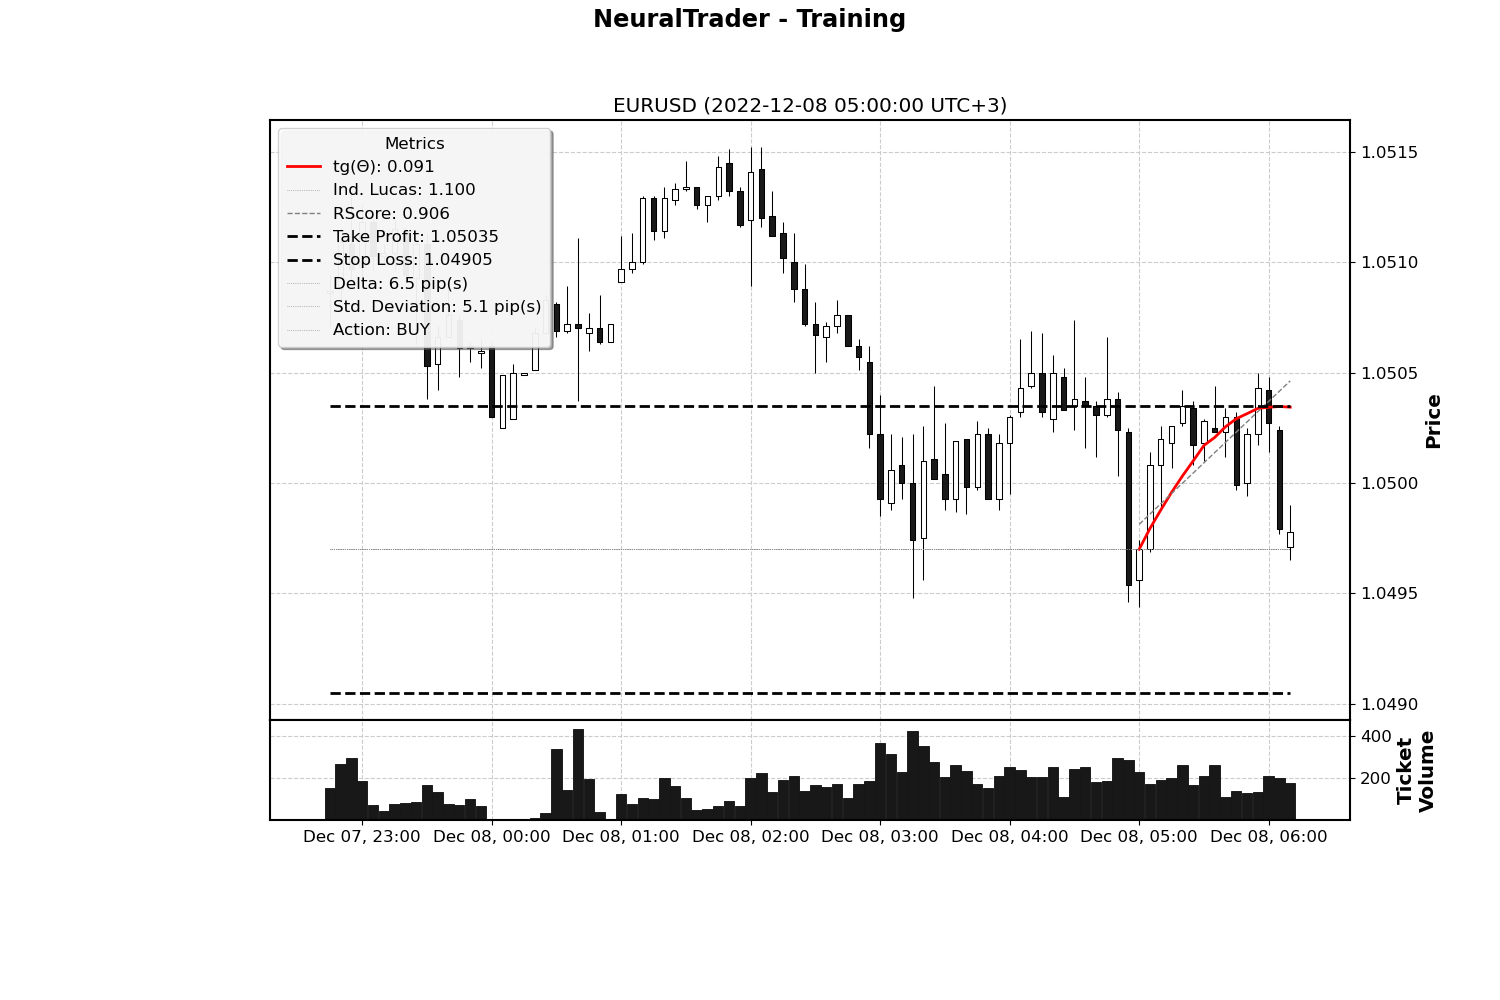 NeuralTrader - Training
EURUSD (2022-12-08 05:00:00 UTC+3)
Metrics
tg(Θ): 0.091
Ind. Lucas: 1.100
RScore: 0.906
Take Profit: 1.05035
Stop Loss: 1.04905
Delta: 6.5 pip(s)
Std. Deviation: 5.1 pip(s)
Action: BUY
1.0515
1.0510
1.0505
1.0500
1.0495
1.0490
Price
400
200
Ticket
Volume
Dec 07, 23:00
Dec 08, 00:00
Dec 08, 01:00
Dec 08, 02:00
Dec 08, 03:00
Dec 08, 04:00
Dec 08, 05:00
Dec 08, 06:00